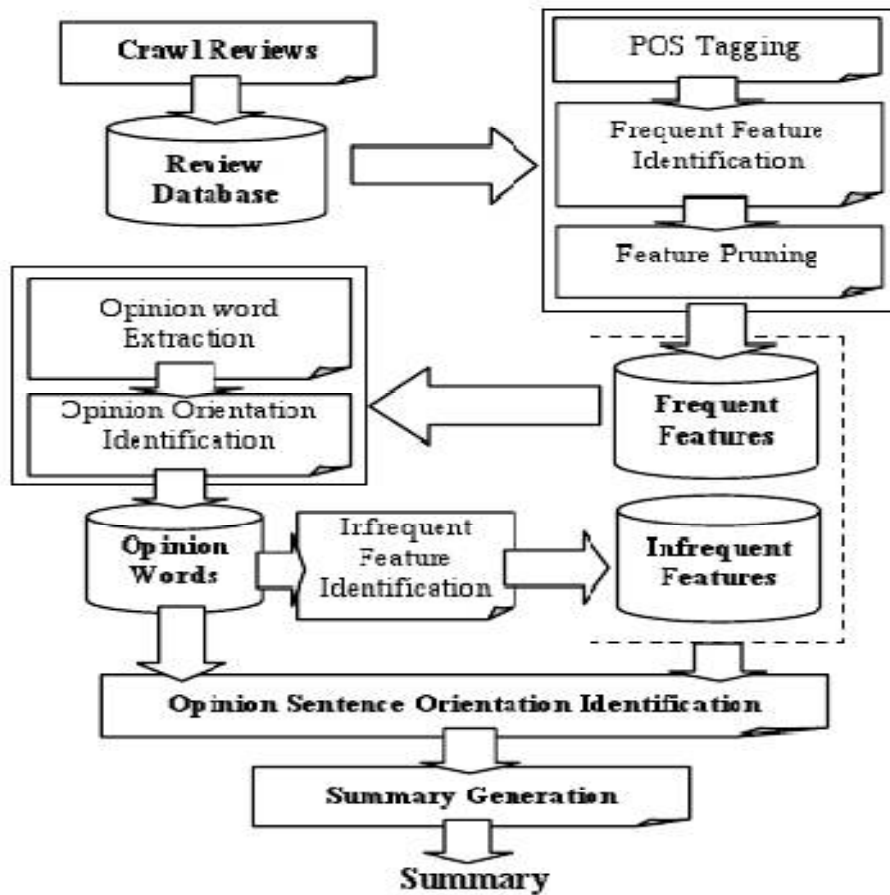 Crawl Reviews
Review
Database
POS Tagging
Frequent Feature
Identification
Feature Pruning
Opinion word
Extraction
Opinion Orientation
Identification
Frequent
Features
Opinion
Words
Infrequent
Feature
Identification
Infrequent
Features
Opinion Sentence Orientation Identification
Summary Generation
Summary